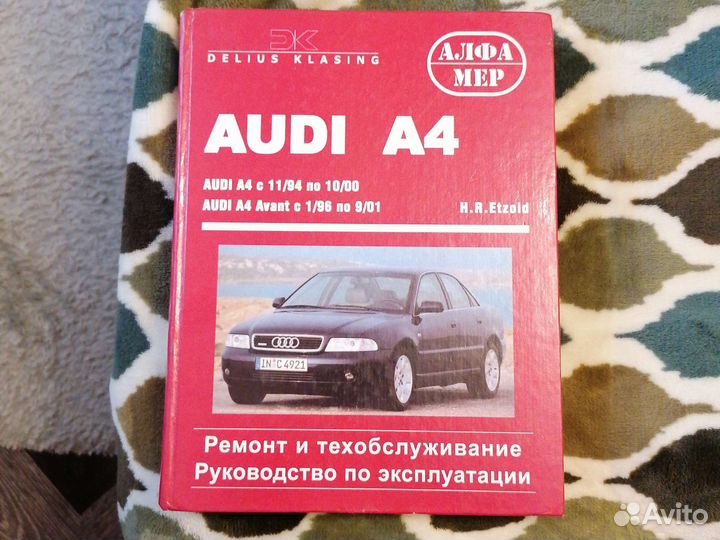 DELIUS KLASING
АЛФА
МЕР
AUDI A4
AUDI A4 с 11/94 по 10/00
AUDI A4 Avant с 1/96 по 9/01
H.R.Etzold
IN C 4921
Ремонт и техобслуживание
Руководство по эксплуатации
Avito